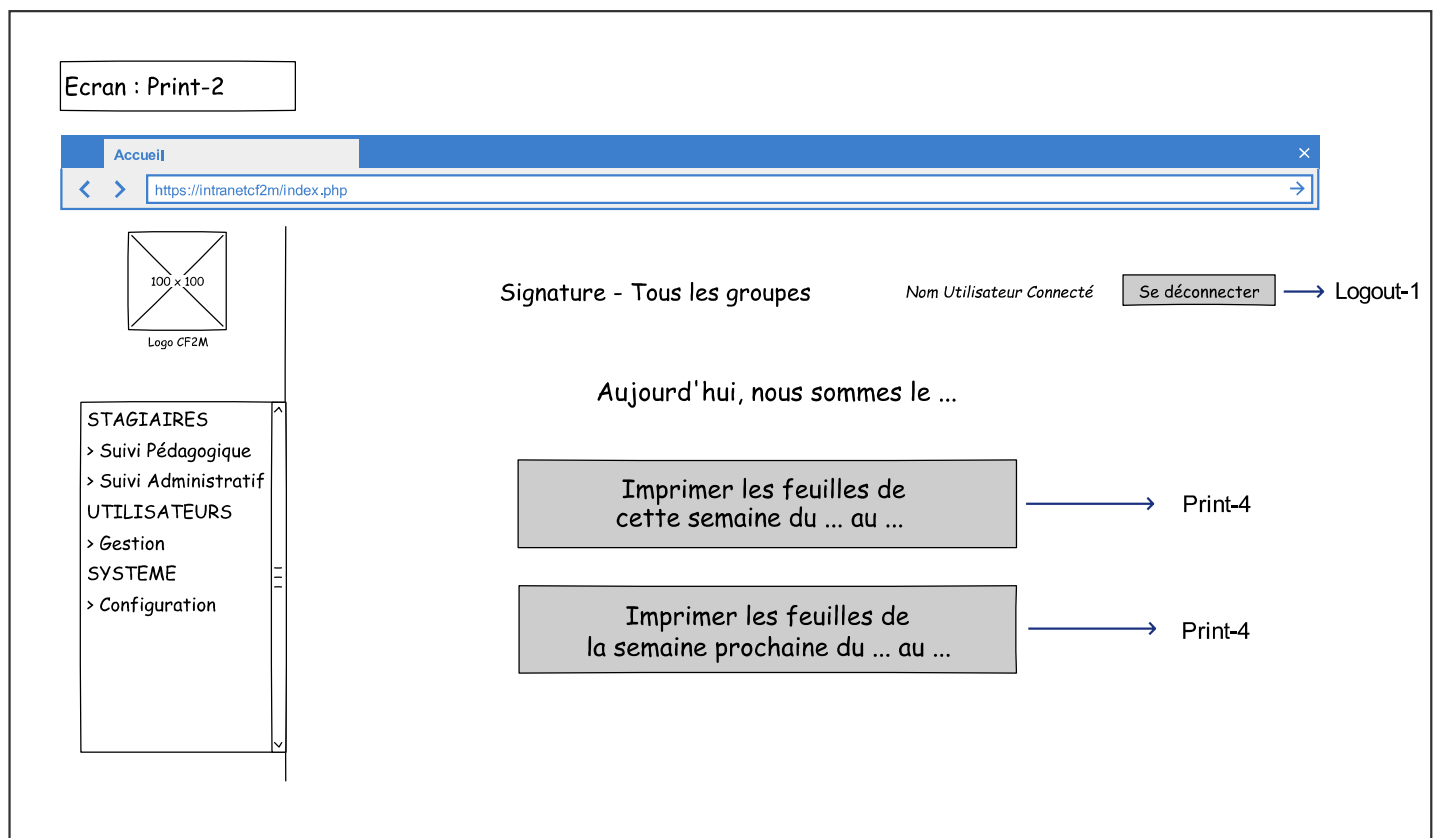 Ecran : Print-2
Accueil
https://intranetcf2m/index.php
100 x 100
Logo CF2M
Signature - Tous les groupes
Nom Utilisateur Connecté
Se déconnecter
Logout-1
Aujourd'hui, nous sommes le ...
STAGIAIRES
> Suivi Pédagogique
> Suivi Administratif
UTILISATEURS
> Gestion
SYSTEME
> Configuration
Imprimer les feuilles de
cette semaine du ... au ...
Print-4
Imprimer les feuilles de
la semaine prochaine du ... au ...
Print-4